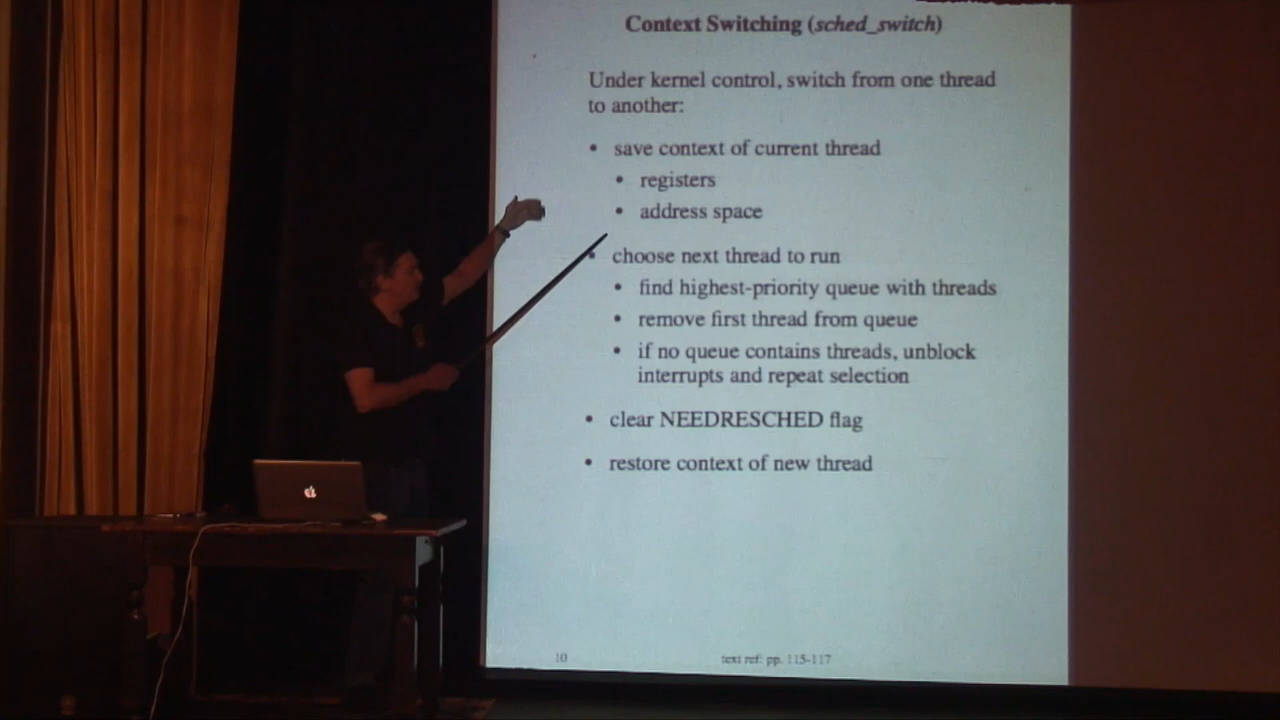 Context Switching (sched_switch)
Under kernel control, switch from one thread
to another:
• save context of current thread
• registers
• address space
• choose next thread to run
• find highest-priority queue with threads
• remove first thread from queue
• if no queue contains threads, unblock
interrupts and repeat selection
• clear NEEDRESCHED flag
• restore context of new thread
10
text ref: pp. 115-117